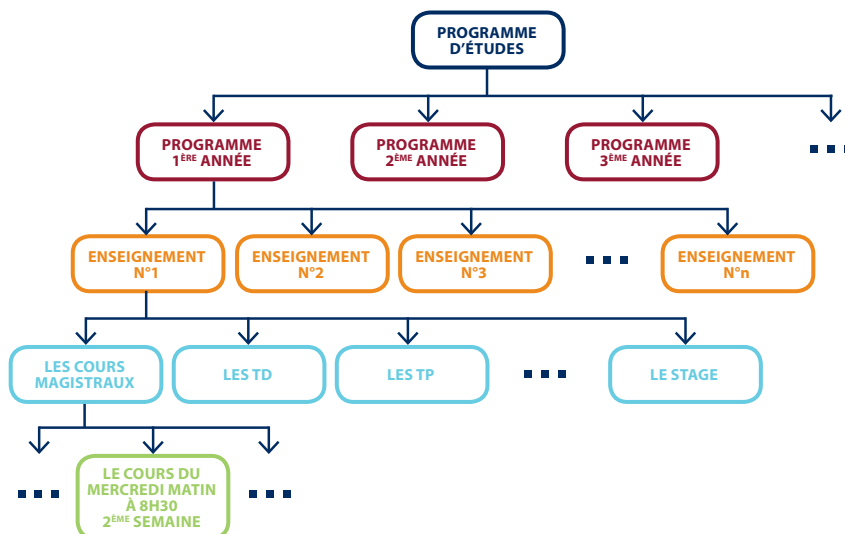 PROGRAMME
D'ÉTUDES
PROGRAMME
1ÈRE ANNÉE
PROGRAMME
2ÈME ANNÉE
PROGRAMME
3ÈME ANNÉE
ENSEIGNEMENT
N°1
ENSEIGNEMENT
N°2
ENSEIGNEMENT
N°3
ENSEIGNEMENT
N°n
LES COURS
MAGISTRAUX
LES TD
LES TP
LE STAGE
LE COURS DU
MERCREDI MATIN
À 8H30
2ÈME SEMAINE